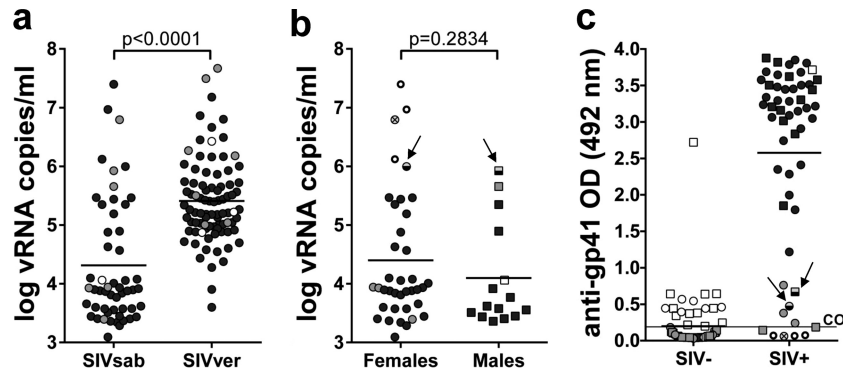 a
p<0.0001
log vRNA copies/ml
8
7
6
5
4
3
SIVsab SIVver
b
p=0.2834
log vRNA copies/ml
8
7
6
5
4
3
Females Males
c
anti-gp41 OD (492 nm)
4.0
3.5
3.0
2.5
2.0
1.5
1.0
0.5
0.0
CO
SIV- SIV+